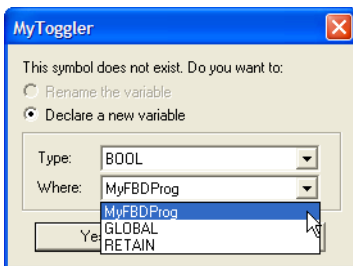 MyToggler
This symbol does not exist. Do you want to:
Rename the variable
Declare a new variable
Type: BOOL
Where: MyFBDProg
MyFBDProg
GLOBAL
RETAIN